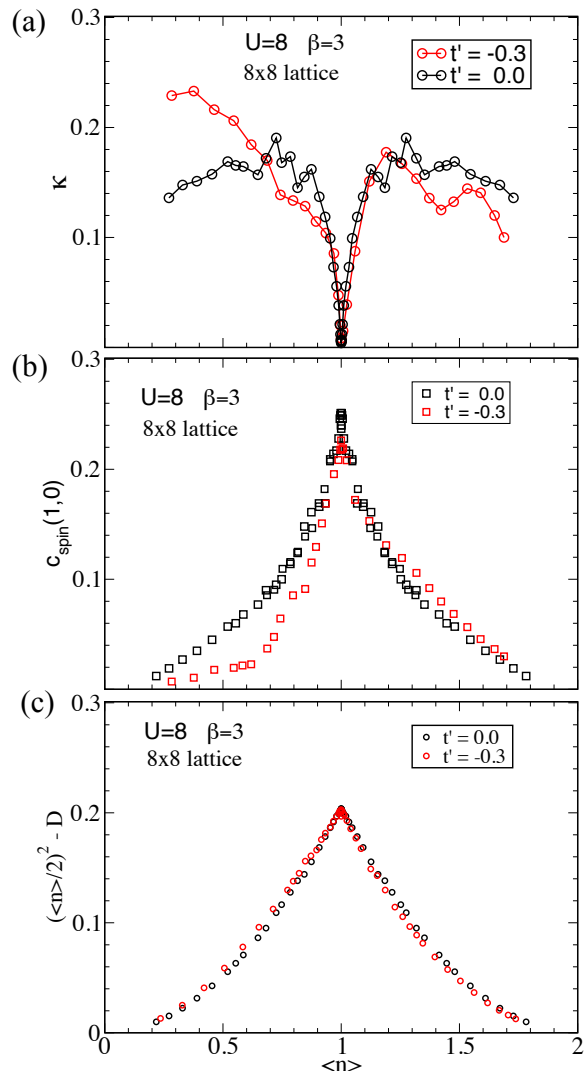 (a)
0.3
U=8 β=3
8x8 lattice
t' = -0.3
t' = 0.0
0.2
κ
0.1
(b)
0.3
U=8 β=3
8x8 lattice
t' = 0.0
t' = -0.3
0.2
c_spin(1,0)
0.1
(c)
0.3
U=8 β=3
8x8 lattice
t' = 0.0
t' = -0.3
0.2
(<n>/2)² - D
0.1
0
0 0.5 1 1.5 2
<n>